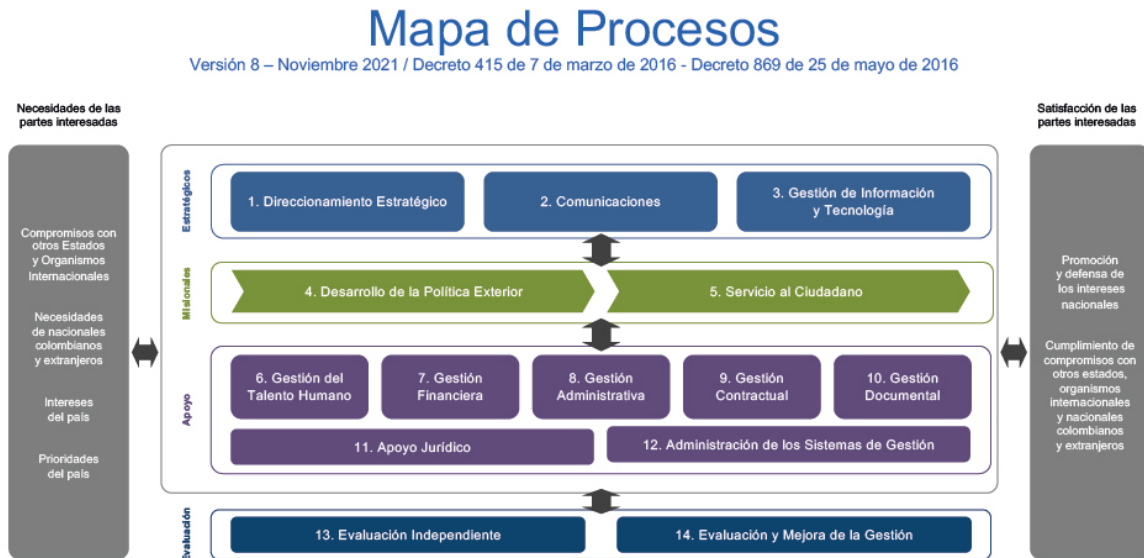 Mapa de Procesos
Versión 8 – Noviembre 2021 / Decreto 415 de 7 de marzo de 2016 - Decreto 869 de 25 de mayo de 2016
Necesidades de las
partes interesadas
Compromisos con
otros Estados
y Organismos
Internacionales
Necesidades
de nacionales
colombianos
y extranjeros
Intereses
del país
Prioridades
del país
Estratégicos
1. Direccionamiento Estratégico
2. Comunicaciones
3. Gestión de Información
y Tecnología
Misionales
4. Desarrollo de la Política Exterior
5. Servicio al Ciudadano
Apoyo
6. Gestión del
Talento Humano
7. Gestión
Financiera
8. Gestión
Administrativa
9. Gestión
Contractual
10. Gestión
Documental
11. Apoyo Jurídico
12. Administración de los Sistemas de Gestión
Evaluación
13. Evaluación Independiente
14. Evaluación y Mejora de la Gestión
Satisfacción de las
partes interesadas
Promoción
y defensa de
los intereses
nacionales
Cumplimiento de
compromisos con
otros estados,
organismos
internacionales
y nacionales
colombianos
y extranjeros